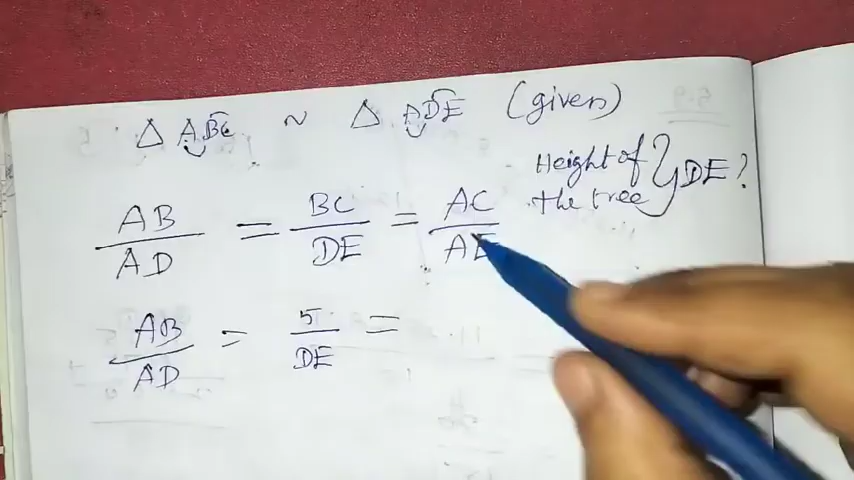 △ ABC ~ △ ADE (given)
Height of
the tree } DE ?
AB/AD = BC/DE = AC/AE
AB/AD = 5/DE =